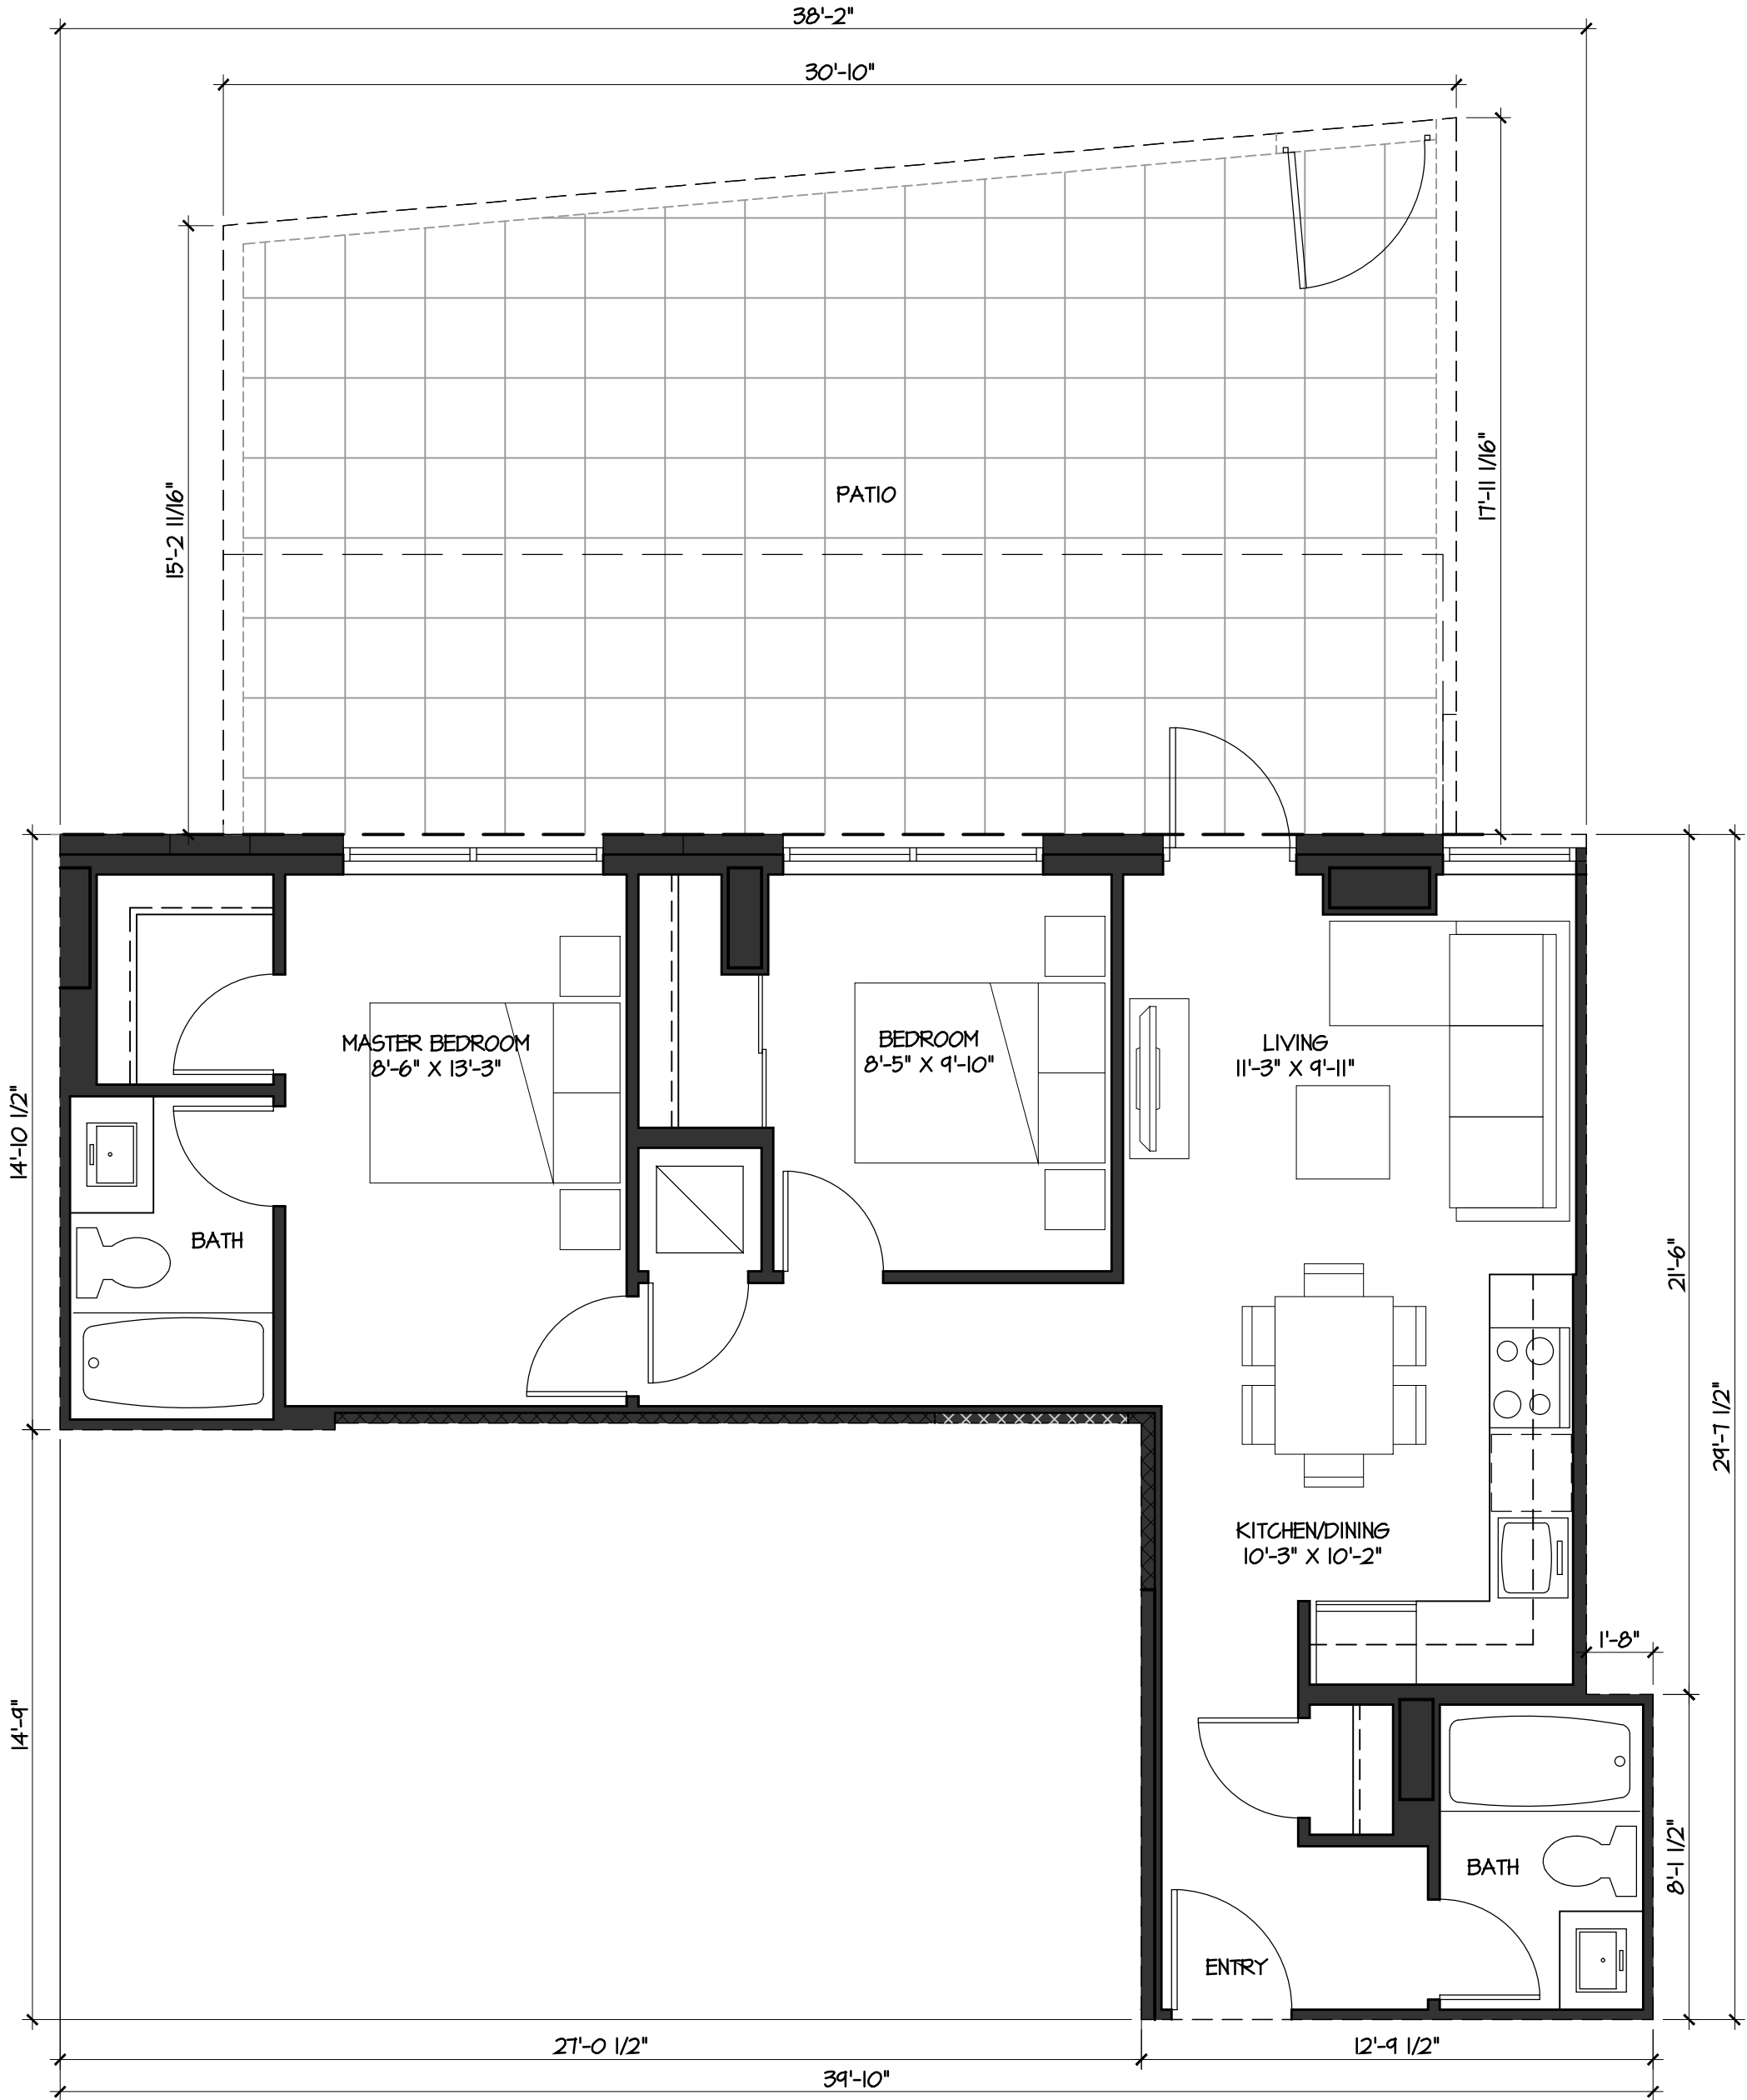 38'-2"
30'-10"
15'-2 11/16"
17'-11 1/16"
PATIO
MASTER BEDROOM
8'-6" X 13'-3"
BEDROOM
8'-5" X 9'-10"
LIVING
11'-3" X 9'-11"
14'-10 1/2"
BATH
21'-6"
29'-7 1/2"
KITCHEN/DINING
10'-3" X 10'-2"
1'-8"
14'-9"
8'-1 1/2"
BATH
ENTRY
27'-0 1/2"
12'-9 1/2"
39'-10"